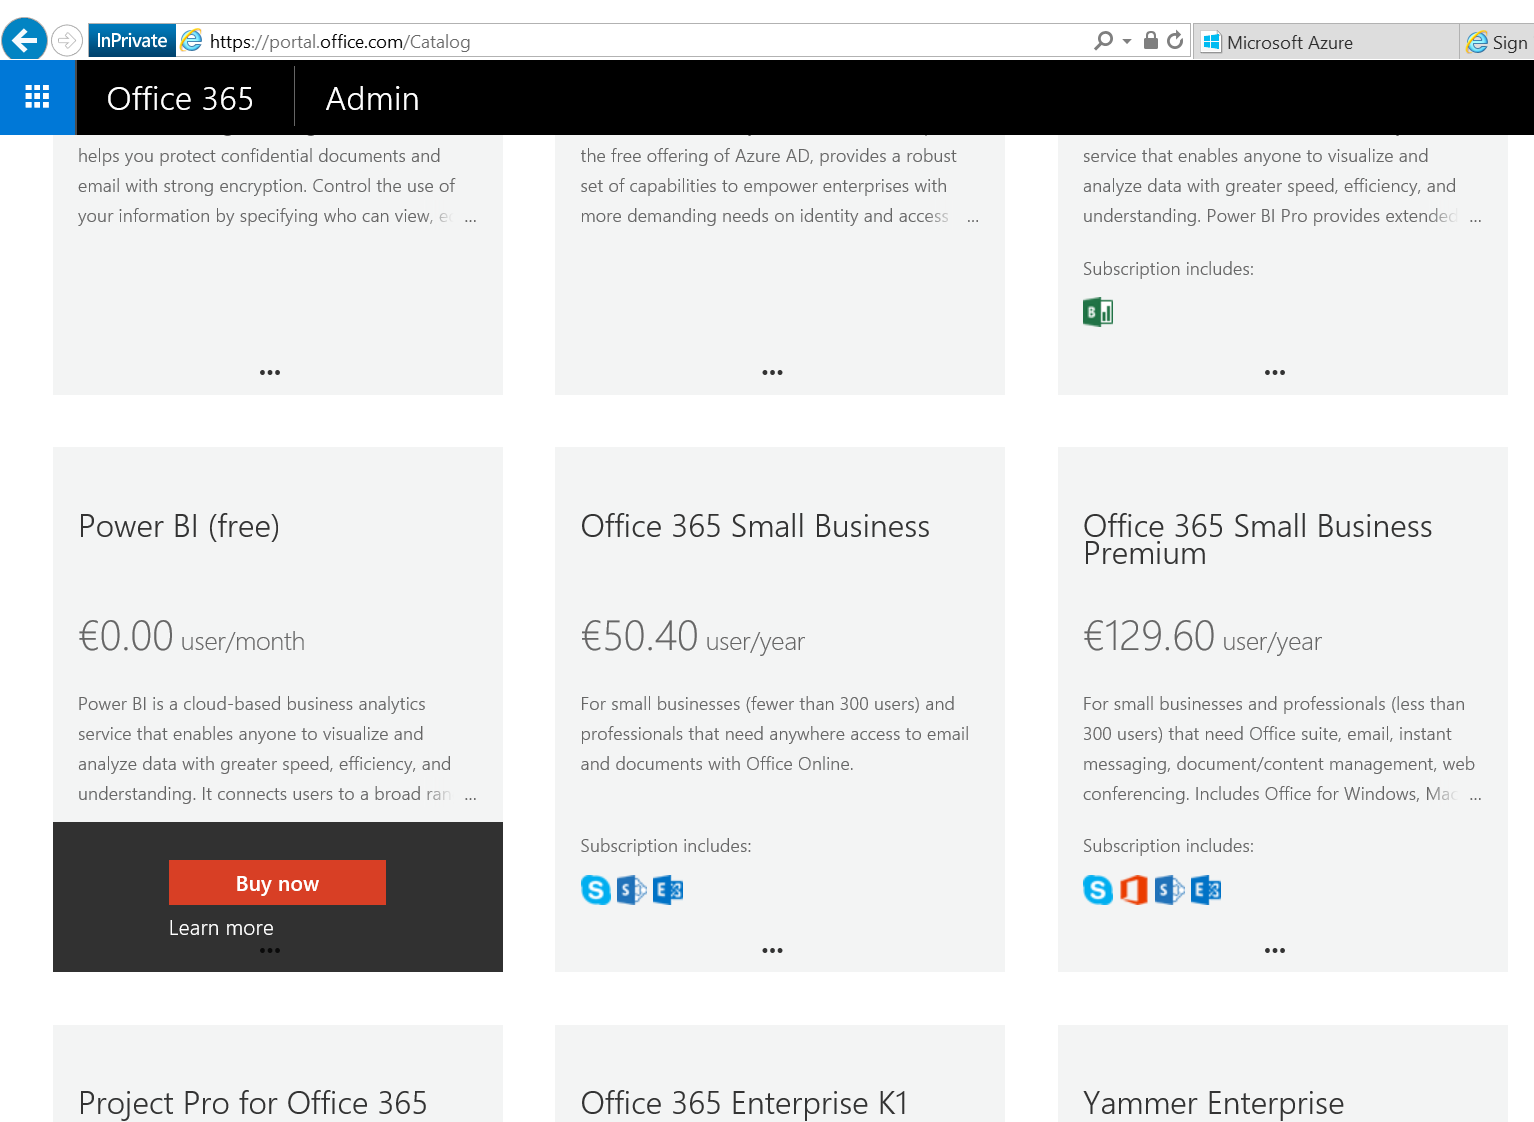 InPrivate https://portal.office.com/Catalog Microsoft Azure Sign
Office 365 Admin
helps you protect confidential documents and
email with strong encryption. Control the use of
your information by specifying who can view, ...
the free offering of Azure AD, provides a robust
set of capabilities to empower enterprises with
more demanding needs on identity and access ...
service that enables anyone to visualize and
analyze data with greater speed, efficiency, and
understanding. Power BI Pro provides extended ...
Subscription includes:
...
...
...
Power BI (free)
€0.00 user/month
Power BI is a cloud-based business analytics
service that enables anyone to visualize and
analyze data with greater speed, efficiency, and
understanding. It connects users to a broad ran ...
Buy now
Learn more
...
Office 365 Small Business
€50.40 user/year
For small businesses (fewer than 300 users) and
professionals that need anywhere access to email
and documents with Office Online.
Subscription includes:
...
Office 365 Small Business
Premium
€129.60 user/year
For small businesses and professionals (less than
300 users) that need Office suite, email, instant
messaging, document/content management, web
conferencing. Includes Office for Windows, Mac ...
Subscription includes:
...
Project Pro for Office 365
Office 365 Enterprise K1
Yammer Enterprise